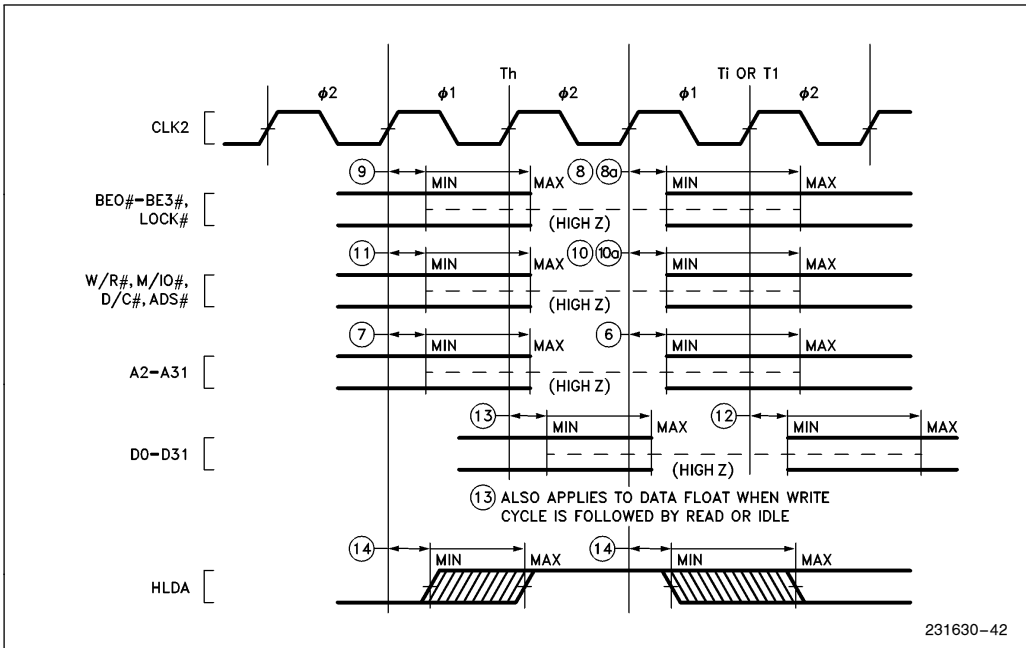 Th Ti OR T1
φ2 φ1 φ2 φ1 φ2
CLK2
9 8 8a
MIN MAX MIN MAX
BE0#–BE3#,
LOCK#
(HIGH Z)
11 10 10a
MIN MAX MIN MAX
W/R#, M/IO#,
D/C#, ADS#
(HIGH Z)
7 6
MIN MAX MIN MAX
A2–A31
(HIGH Z)
13 12
MIN MAX MIN MAX
D0–D31
(HIGH Z)
13 ALSO APPLIES TO DATA FLOAT WHEN WRITE
CYCLE IS FOLLOWED BY READ OR IDLE
14 14
MIN MAX MIN MAX
HLDA
231630–42